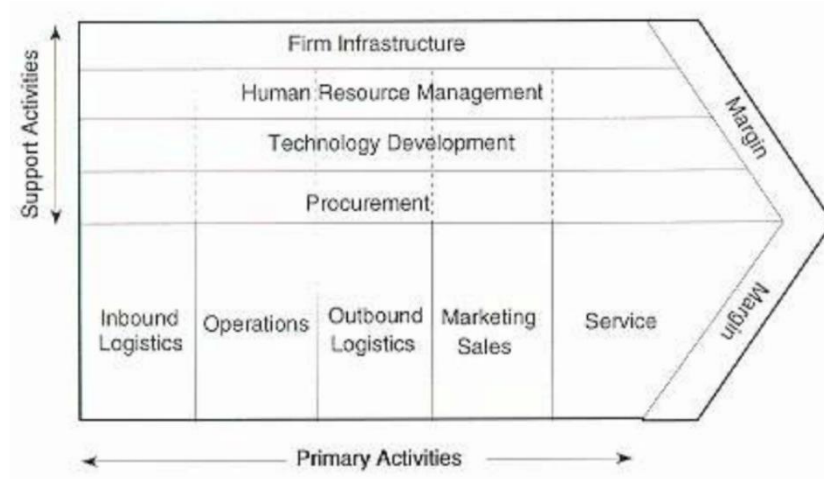 Support Activities
Firm Infrastructure
Human Resource Management
Technology Development
Procurement
Margin
Inbound
Logistics
Operations
Outbound
Logistics
Marketing
Sales
Service
Margin
Primary Activities